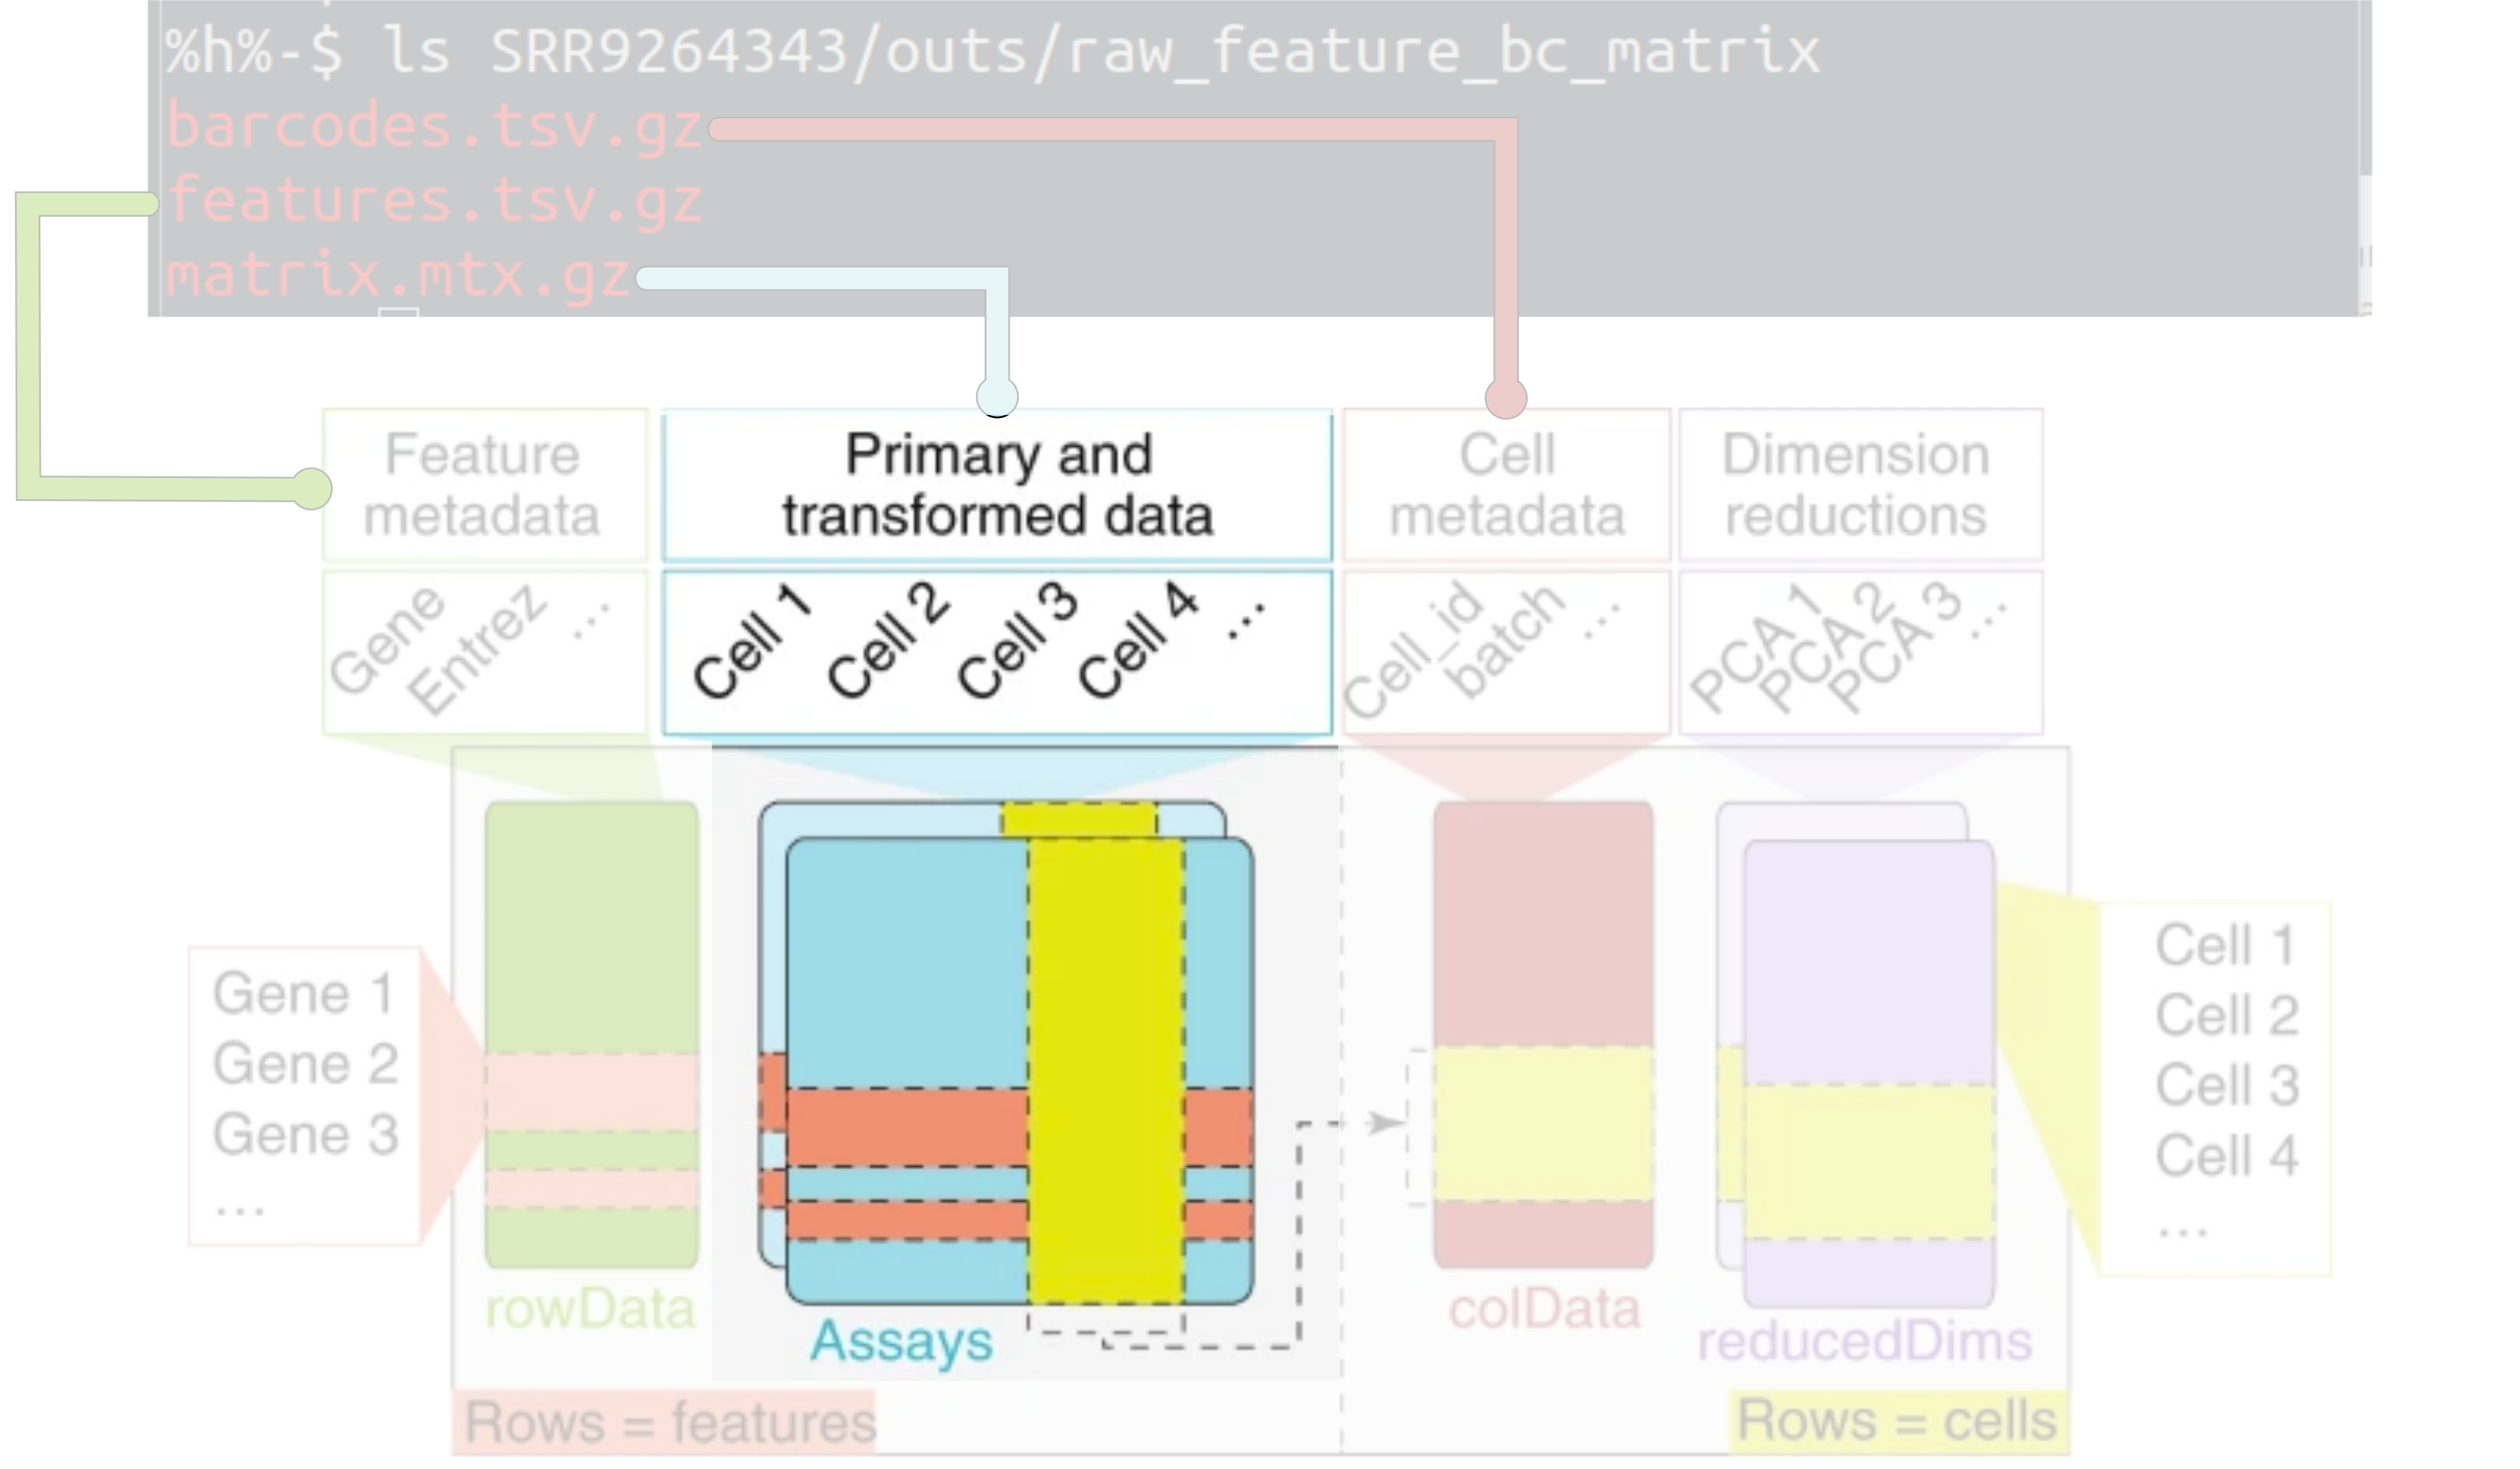 %h%-$ ls SRR9264343/outs/raw_feature_bc_matrix
barcodes.tsv.gz
features.tsv.gz
matrix.mtx.gz
Feature
metadata
Primary and
transformed data
Cell
metadata
Dimension
reductions
Gene
Entrez
...
Cell 1
Cell 2
Cell 3
Cell 4
...
Cell_id
batch
...
PCA 1
PCA 2
PCA 3
...
Gene 1
Gene 2
Gene 3
...
Cell 1
Cell 2
Cell 3
Cell 4
...
rowData
Assays
colData
reducedDims
Rows = features
Rows = cells